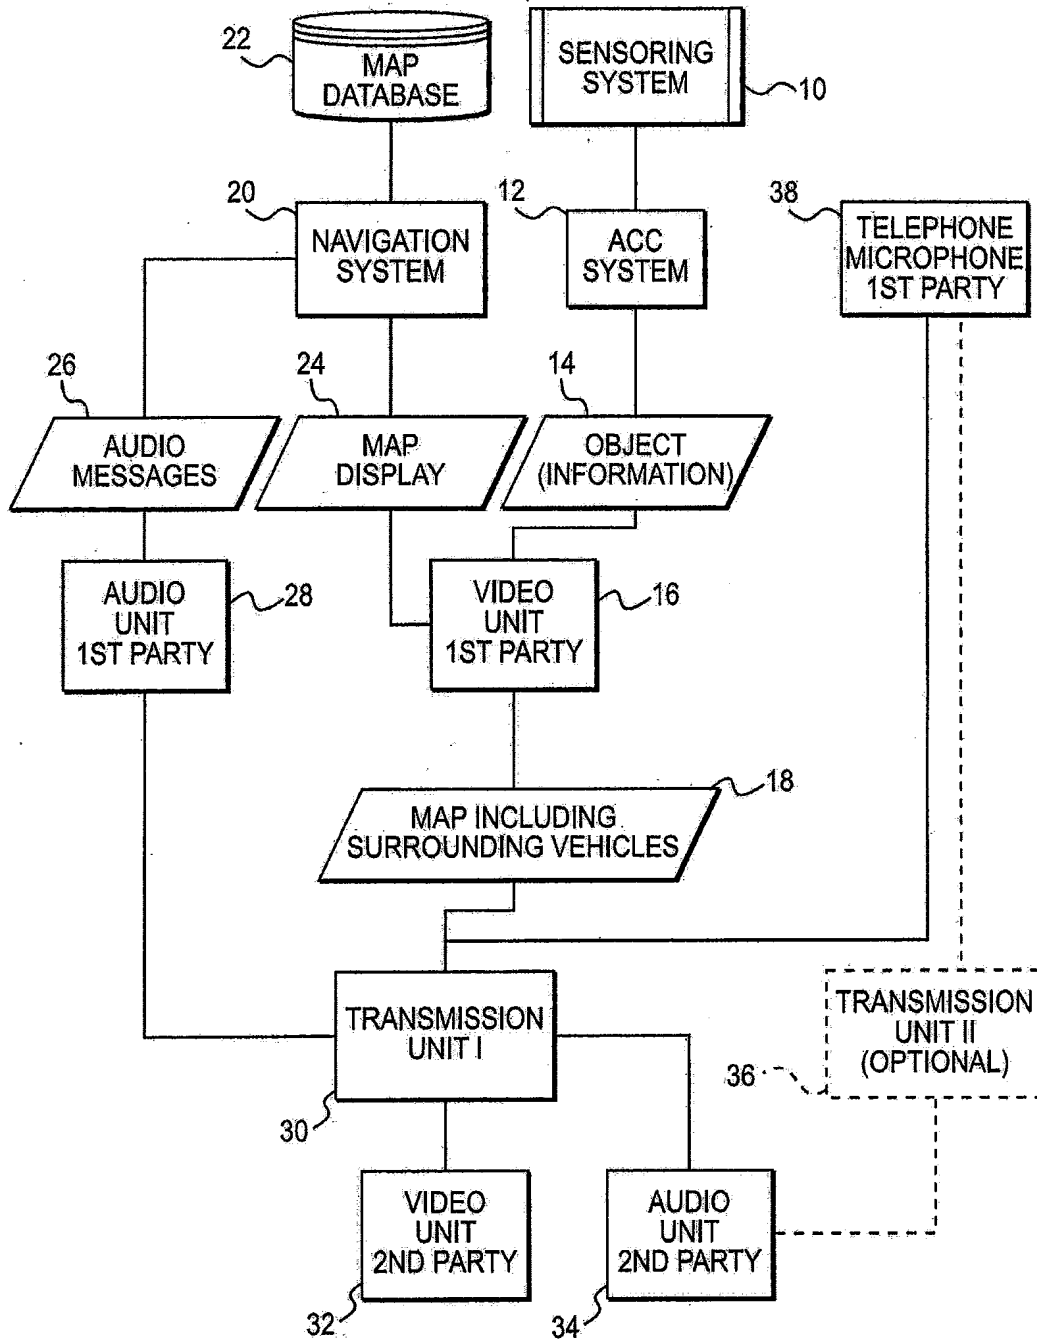 22
MAP
DATABASE
SENSORING
SYSTEM
10
20
NAVIGATION
SYSTEM
12
ACC
SYSTEM
38
TELEPHONE
MICROPHONE
1ST PARTY
26
AUDIO
MESSAGES
24
MAP
DISPLAY
14
OBJECT
(INFORMATION)
AUDIO
UNIT
1ST PARTY
28
VIDEO
UNIT
1ST PARTY
16
18
MAP INCLUDING
SURROUNDING VEHICLES
TRANSMISSION
UNIT I
30
TRANSMISSION
UNIT II
(OPTIONAL)
36
VIDEO
UNIT
2ND PARTY
32
AUDIO
UNIT
2ND PARTY
34